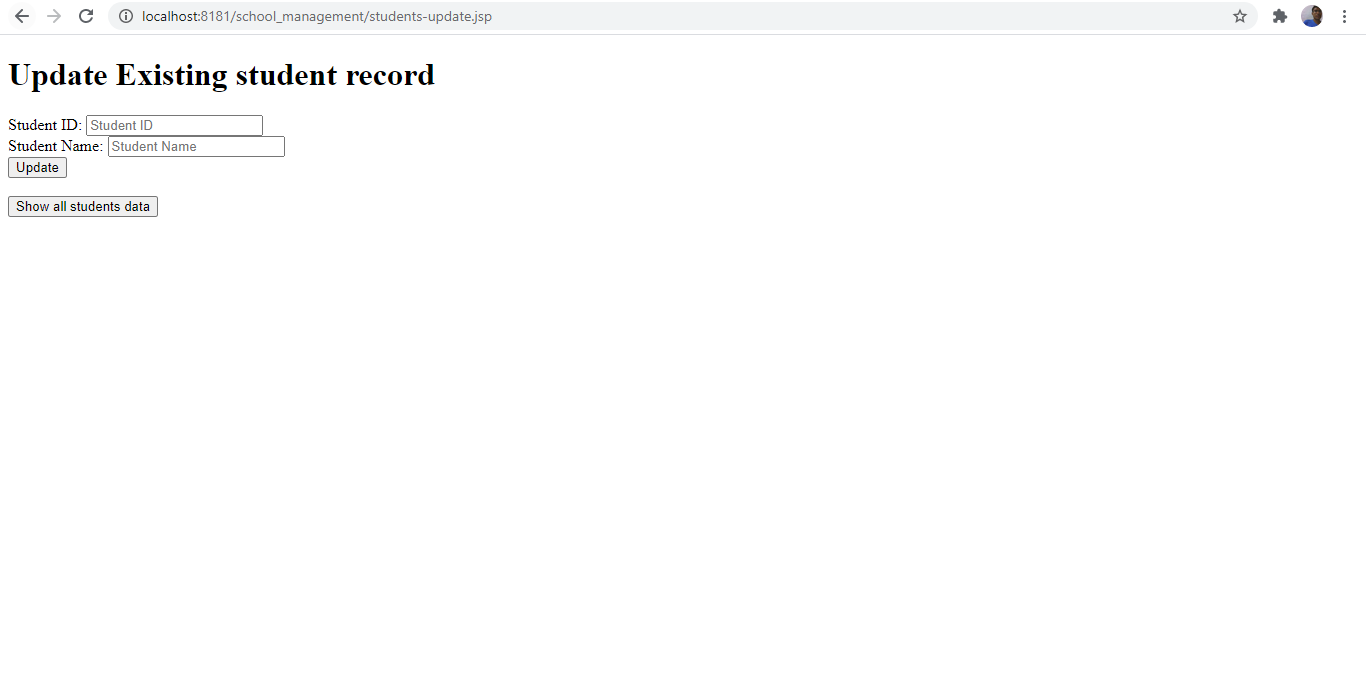 localhost:8181/school_management/students-update.jsp
Update Existing student record
Student ID: Student ID
Student Name: Student Name
Update
Show all students data